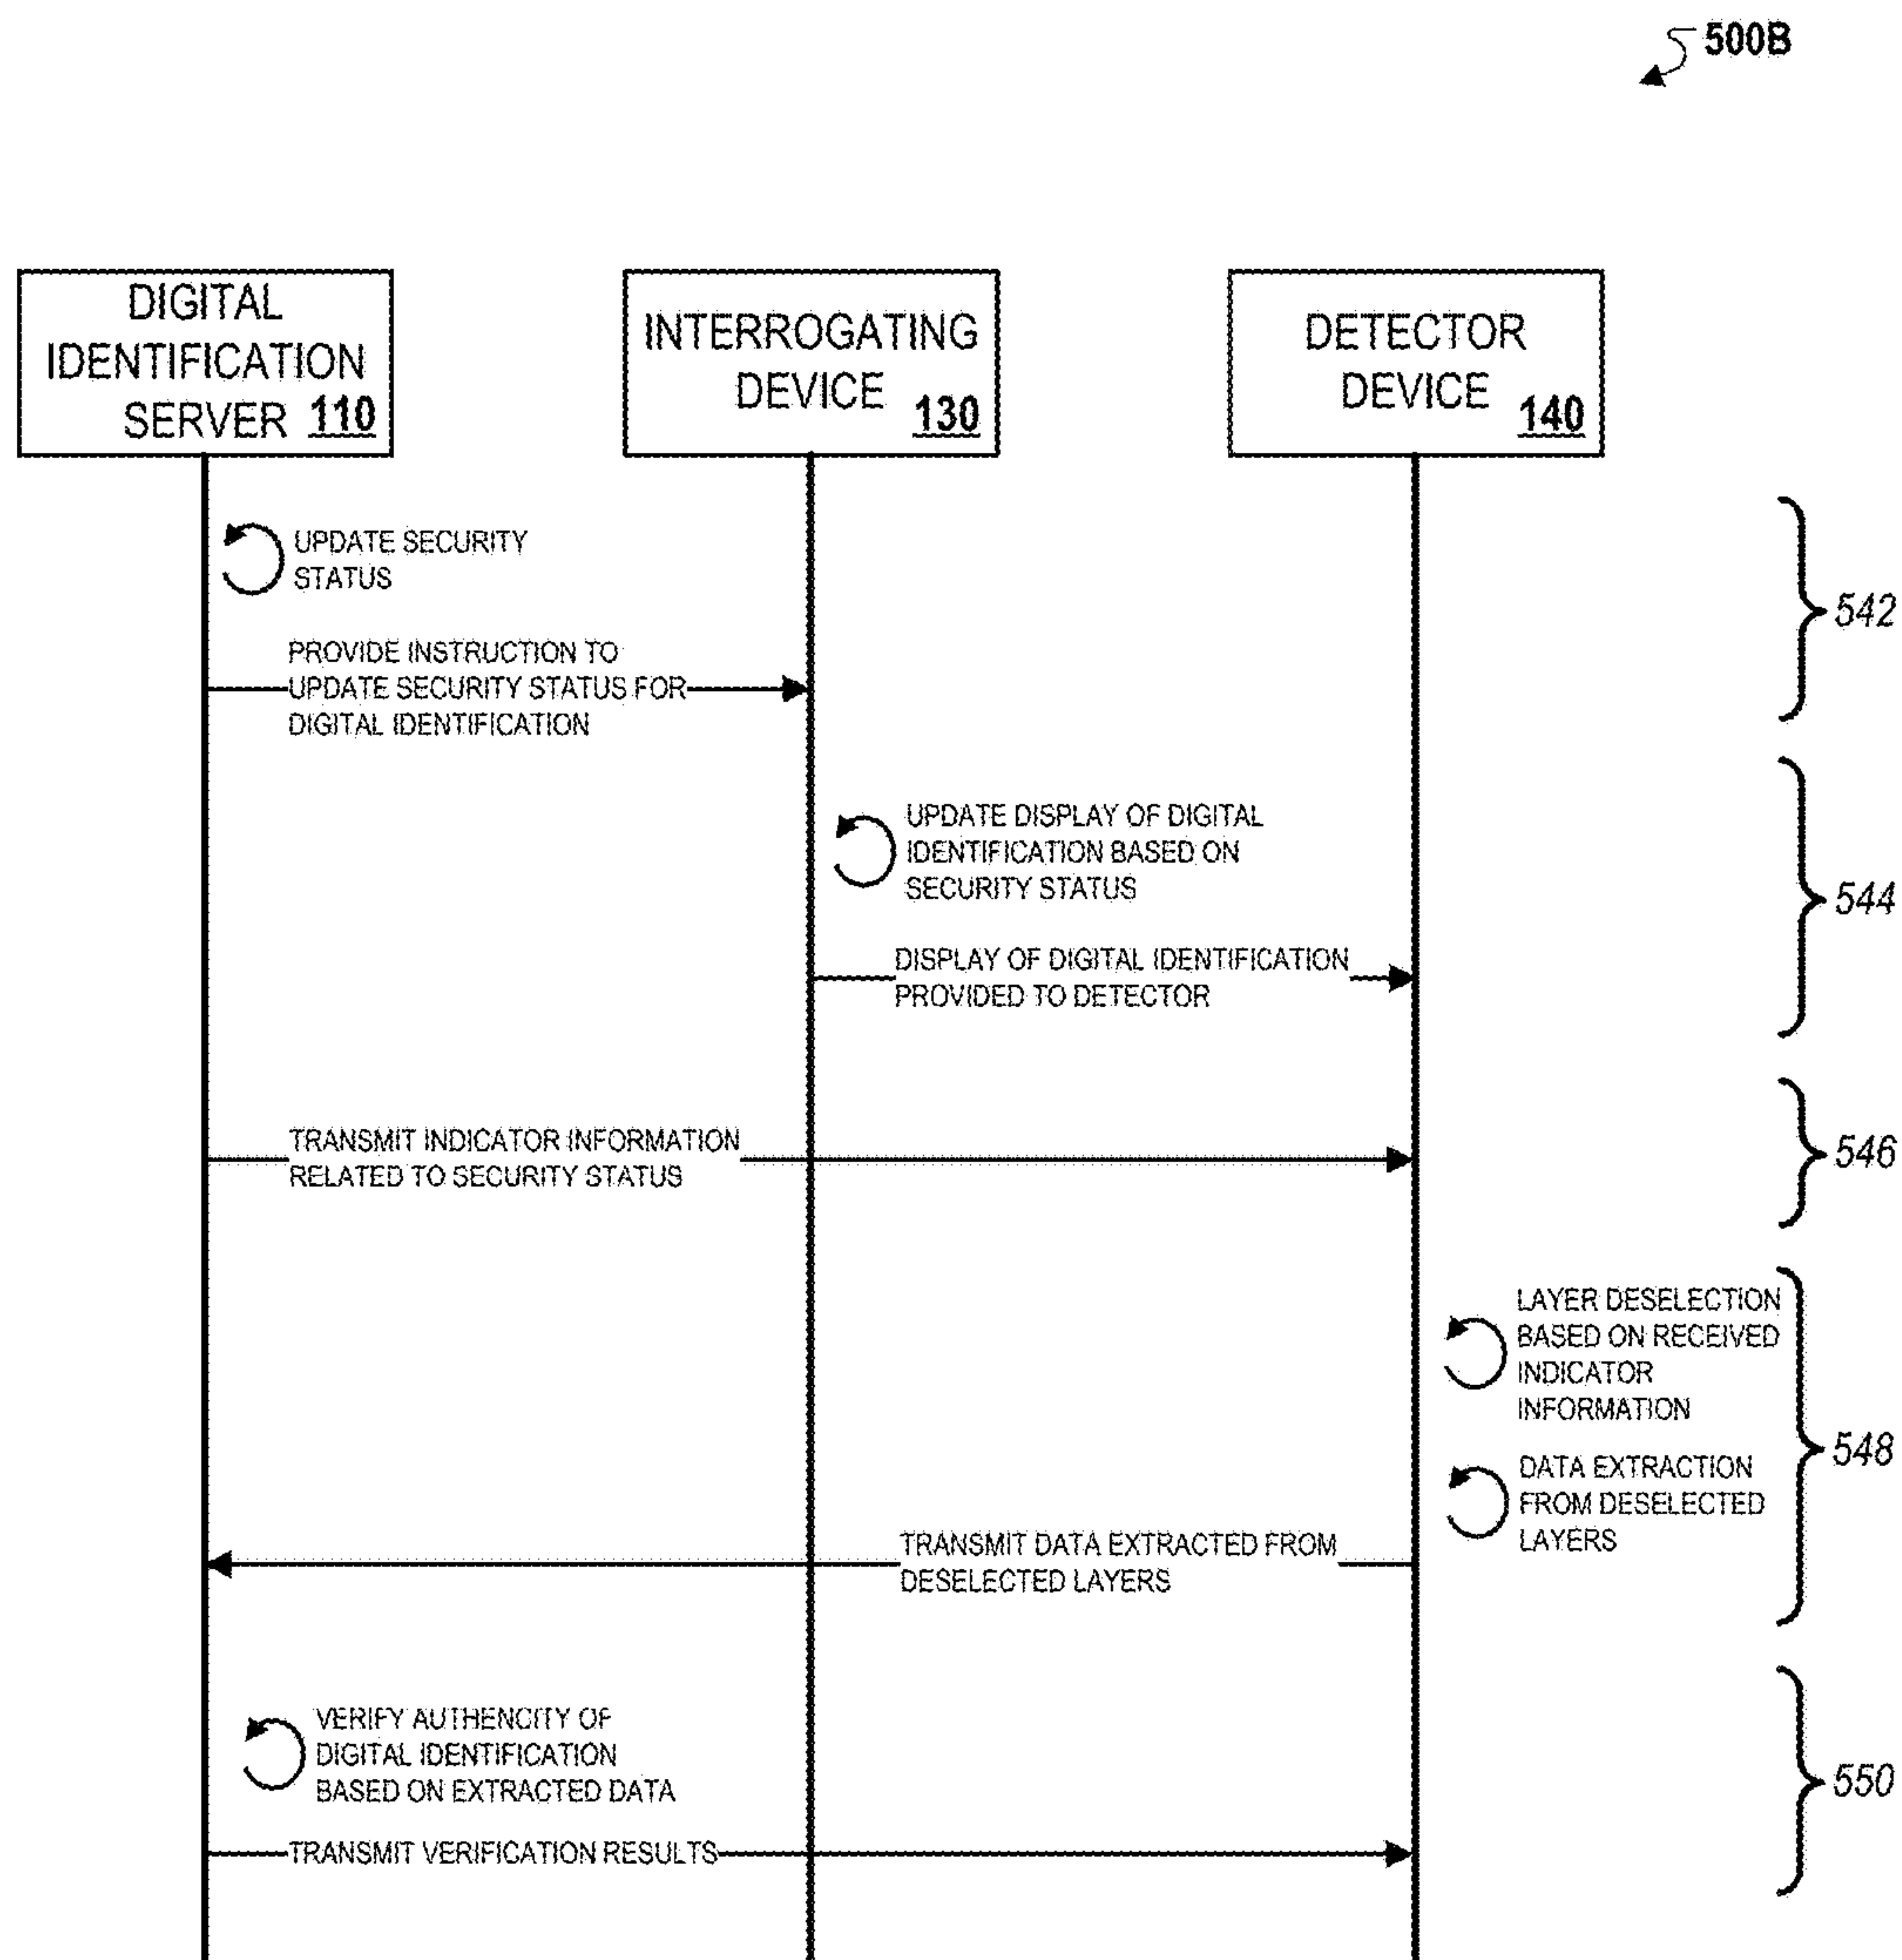 500B
DIGITAL
IDENTIFICATION
SERVER 110
INTERROGATING
DEVICE 130
DETECTOR
DEVICE 140
UPDATE SECURITY
STATUS
PROVIDE INSTRUCTION TO
UPDATE SECURITY STATUS FOR
DIGITAL IDENTIFICATION
542
UPDATE DISPLAY OF DIGITAL
IDENTIFICATION BASED ON
SECURITY STATUS
DISPLAY OF DIGITAL IDENTIFICATION
PROVIDED TO DETECTOR
544
TRANSMIT INDICATOR INFORMATION
RELATED TO SECURITY STATUS
546
LAYER DESELECTION
BASED ON RECEIVED
INDICATOR
INFORMATION
DATA EXTRACTION
FROM DESELECTED
LAYERS
TRANSMIT DATA EXTRACTED FROM
DESELECTED LAYERS
548
VERIFY AUTHENCITY OF
DIGITAL IDENTIFICATION
BASED ON EXTRACTED DATA
TRANSMIT VERIFICATION RESULTS
550